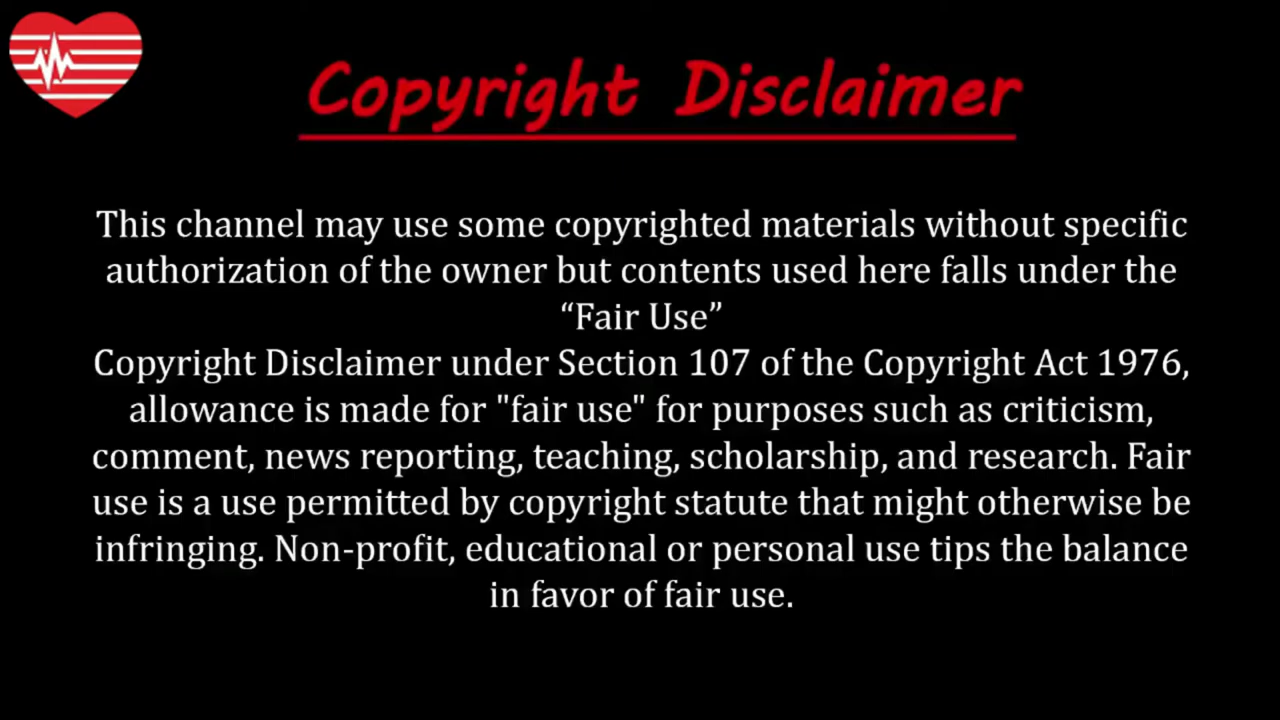 Copyright Disclaimer
This channel may use some copyrighted materials without specific
authorization of the owner but contents used here falls under the
“Fair Use”
Copyright Disclaimer under Section 107 of the Copyright Act 1976,
allowance is made for "fair use" for purposes such as criticism,
comment, news reporting, teaching, scholarship, and research. Fair
use is a use permitted by copyright statute that might otherwise be
infringing. Non-profit, educational or personal use tips the balance
in favor of fair use.